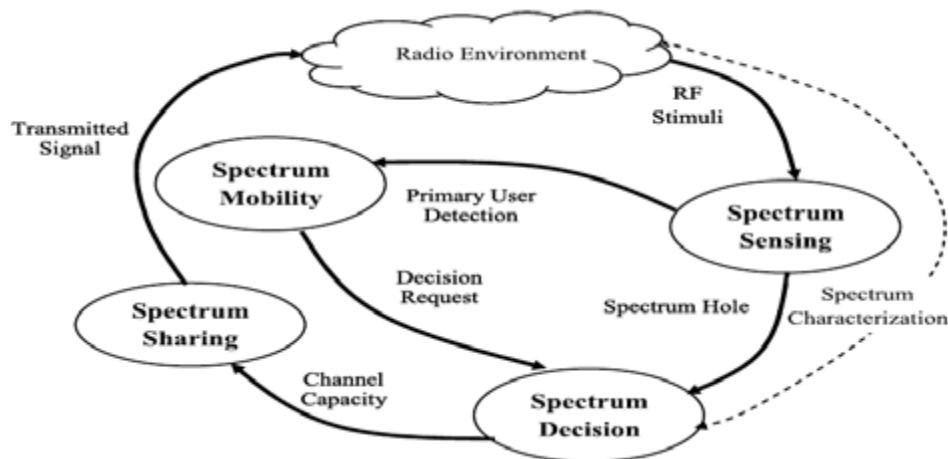 Radio Environment
RF
Stimuli
Transmitted
Signal
Spectrum
Mobility
Primary User
Detection
Spectrum
Sensing
Decision
Request
Spectrum Hole
Spectrum
Characterization
Spectrum
Sharing
Channel
Capacity
Spectrum
Decision